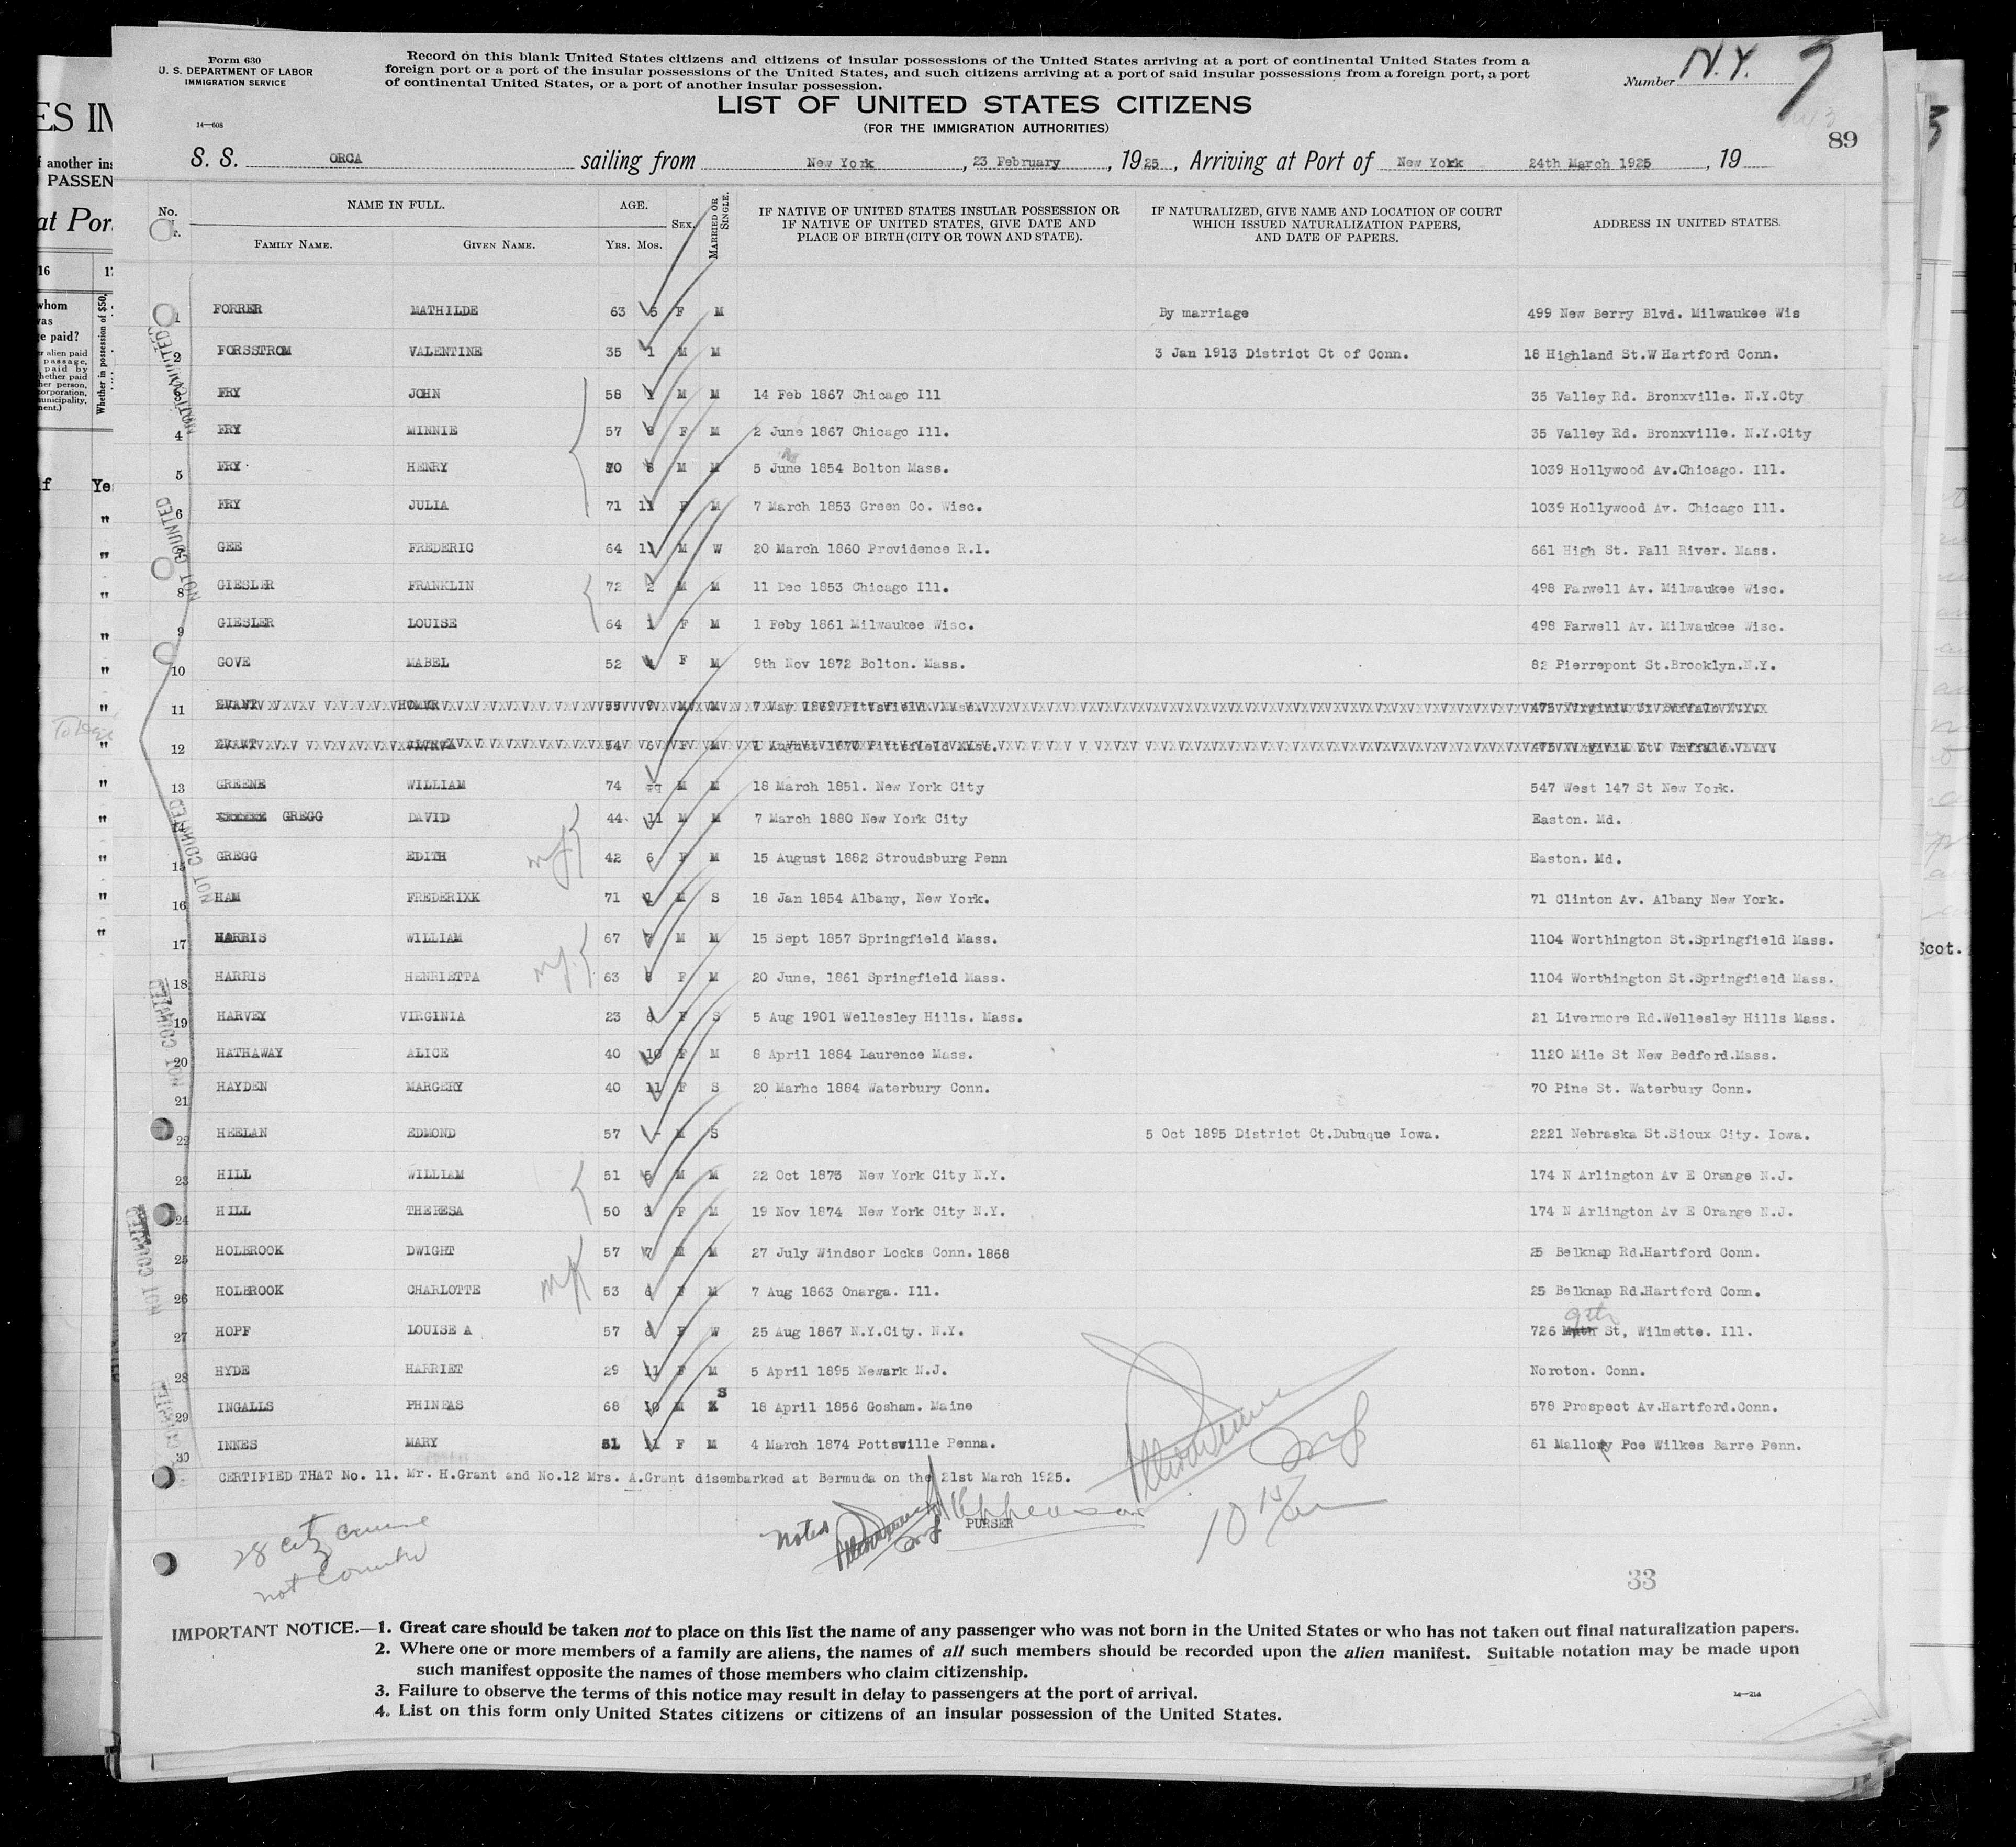 Form 630
U. S. DEPARTMENT OF LABOR
IMMIGRATION SERVICE
14—608
Record on this blank United States citizens and citizens of insular possessions of the United States arriving at a port of continental United States from a
foreign port or a port of the insular possessions of the United States, and such citizens arriving at a port of said insular possessions from a foreign port, a port
of continental United States, or a port of another insular possession.
Number N.Y. 7
LIST OF UNITED STATES CITIZENS
(FOR THE IMMIGRATION AUTHORITIES)
89
S. S. ORCA sailing from New York, 23 February, 1925, Arriving at Port of New York 24th March 1925, 19
No. NAME IN FULL. AGE. SEX. MARRIED OR SINGLE. IF NATIVE OF UNITED STATES INSULAR POSSESSION OR IF NATIVE OF UNITED STATES, GIVE DATE AND PLACE OF BIRTH (CITY OR TOWN AND STATE). IF NATURALIZED, GIVE NAME AND LOCATION OF COURT WHICH ISSUED NATURALIZATION PAPERS, AND DATE OF PAPERS. ADDRESS IN UNITED STATES.
FAMILY NAME. GIVEN NAME. YRS. MOS.
1 FORRER MATHILDE 63 5 F M By marriage 499 New Berry Blvd. Milwaukee Wis
2 FORSSTROM VALENTINE 35 1 M M 3 Jan 1913 District Ct of Conn. 18 Highland St.W Hartford Conn.
FRY JOHN 58 1 M M 14 Feb 1867 Chicago Ill 35 Valley Rd. Bronxville. N.Y.Cty
4 FRY MINNIE 57 8 F M 2 June 1867 Chicago Ill. 35 Valley Rd. Bronxville. N.Y.City
5 FRY HENRY 70 8 M M 5 June 1854 Bolton Mass. 1039 Hollywood Av.Chicago. Ill.
6 FRY JULIA 71 11 F M 7 March 1853 Green Co. Wisc. 1039 Hollywood Av. Chicago Ill.
GEE FREDERIC 64 11 M W 20 March 1860 Providence R.I. 661 High St. Fall River. Mass.
8 GIESLER FRANKLIN 72 2 M M 11 Dec 1853 Chicago Ill. 498 Farwell Av. Milwaukee Wisc.
9 GIESLER LOUISE 64 1 F M 1 Feby 1861 Milwaukee Wisc. 498 Farwell Av. Milwaukee Wisc.
10 GOVE MABEL 52 4 F M 9th Nov 1872 Bolton. Mass. 82 Pierrepont St.Brooklyn.N.Y.
11
12
13 GREENE WILLIAM 74 M M 18 March 1851. New York City 547 West 147 St New York.
14 GREGG DAVID 44 11 M M 7 March 1880 New York City Easton. Md.
15 GREGG EDITH 42 6 F M 15 August 1882 Stroudsburg Penn Easton. Md.
16 HAM FREDERIXK 71 1 M S 18 Jan 1854 Albany, New York. 71 Clinton Av. Albany New York.
17 HARRIS WILLIAM 67 7 M M 15 Sept 1857 Springfield Mass. 1104 Worthington St.Springfield Mass.
18 HARRIS HENRIETTA 63 8 F M 20 June, 1861 Springfield Mass. 1104 Worthington St.Springfield Mass.
19 HARVEY VIRGINIA 23 6 F S 5 Aug 1901 Wellesley Hills. Mass. 21 Livermore Rd.Wellesley Hills Mass.
20 HATHAWAY ALICE 40 10 F M 8 April 1884 Laurence Mass. 1120 Mile St New Bedford.Mass.
21 HAYDEN MARGERY 40 11 F S 20 Marhc 1884 Waterbury Conn. 70 Pine St. Waterbury Conn.
22 HEELAN EDMOND 57 - M S 5 Oct 1895 District Ct.Dubuque Iowa. 2221 Nebraska St.Sioux City. Iowa.
23 HILL WILLIAM 51 5 M M 22 Oct 1873 New York City N.Y. 174 N Arlington Av E Orange N.J.
24 HILL THERESA 50 3 F M 19 Nov 1874 New York City N.Y. 174 N Arlington Av E Orange N.J.
25 HOLBROOK DWIGHT 57 7 M M 27 July Windsor Locks Conn. 1868 25 Belknap Rd.Hartford Conn.
26 HOLBROOK CHARLOTTE 53 6 F M 7 Aug 1863 Onarga. Ill. 25 Belknap Rd.Hartford Conn.
27 HOPF LOUISE A 57 6 F W 25 Aug 1867 N.Y.City. N.Y. 726 9th St, Wilmette. Ill.
28 HYDE HARRIET 29 11 F M 5 April 1895 Newark N.J. Noroton. Conn.
29 INGALLS PHINEAS 68 10 M S 18 April 1856 Gosham. Maine 578 Prospect Av.Hartford.Conn.
30 INNES MARY 51 11 F M 4 March 1874 Pottsville Penna. 61 Mallory Pce Wilkes Barre Penn.
CERTIFIED THAT No. 11. Mr. H.Grant and No.12 Mrs. A.Grant disembarked at Bermuda on the 21st March 1925.
Noted
PURSER
28 city cruise
not counted
NOT COUNTED
NOT COUNTED
NOT COUNTED
NOT COUNTED
NOT COUNTED
33
IMPORTANT NOTICE.—1. Great care should be taken not to place on this list the name of any passenger who was not born in the United States or who has not taken out final naturalization papers.
2. Where one or more members of a family are aliens, the names of all such members should be recorded upon the alien manifest. Suitable notation may be made upon
such manifest opposite the names of those members who claim citizenship.
3. Failure to observe the terms of this notice may result in delay to passengers at the port of arrival.
4. List on this form only United States citizens or citizens of an insular possession of the United States.
14—214